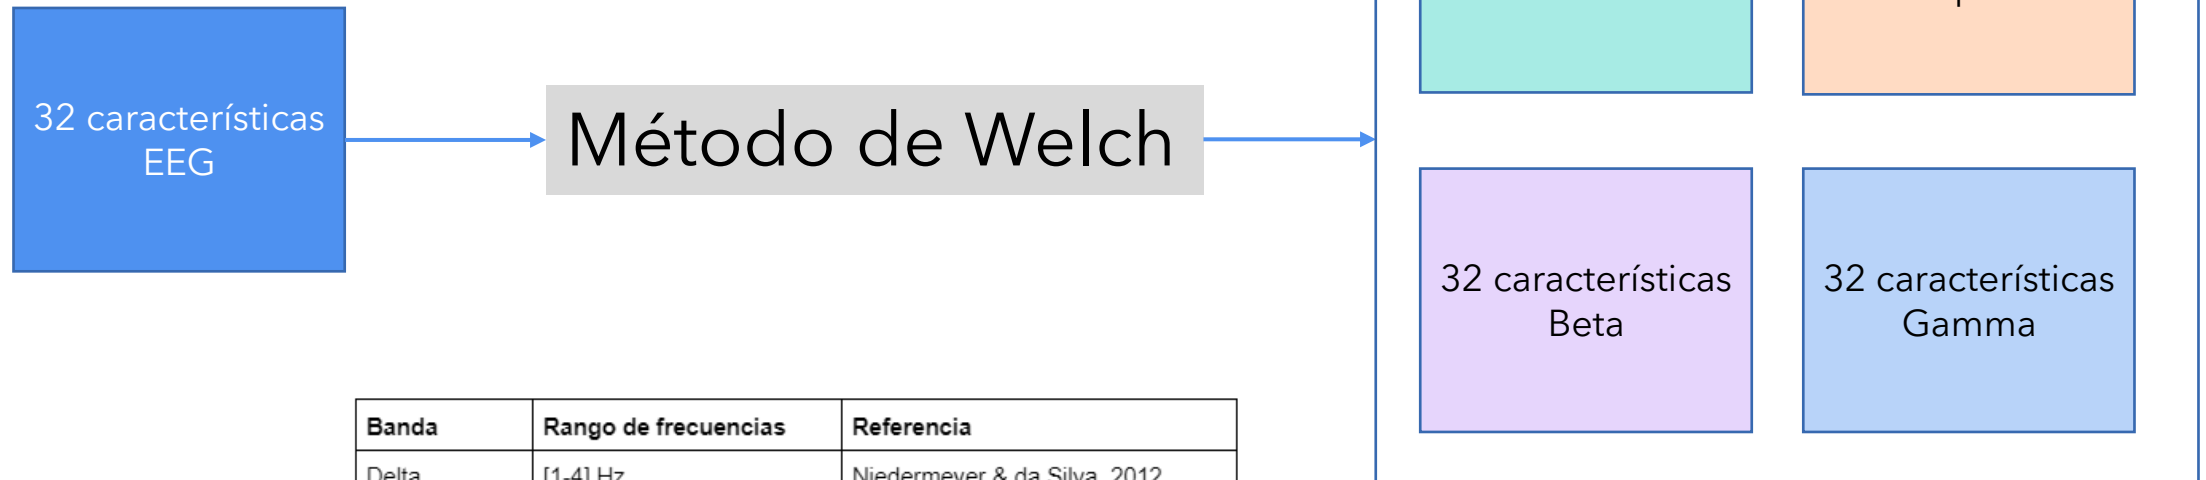 32 características
EEG
Método de Welch
32 características
Beta
32 características
Gamma
Banda Rango de frecuencias Referencia
Delta [1-4] Hz Niedermeyer & da Silva, 2012